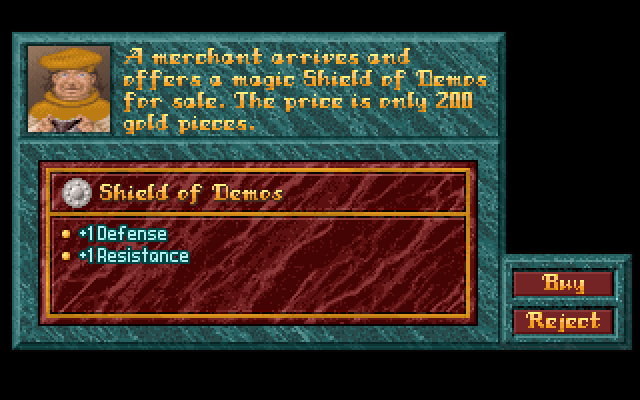 A merchant arrives and
offers a magic Shield of Demos
for sale. The price is only 200
gold pieces.
Shield of Demos
+1 Defense
+1 Resistance
Buy
Reject